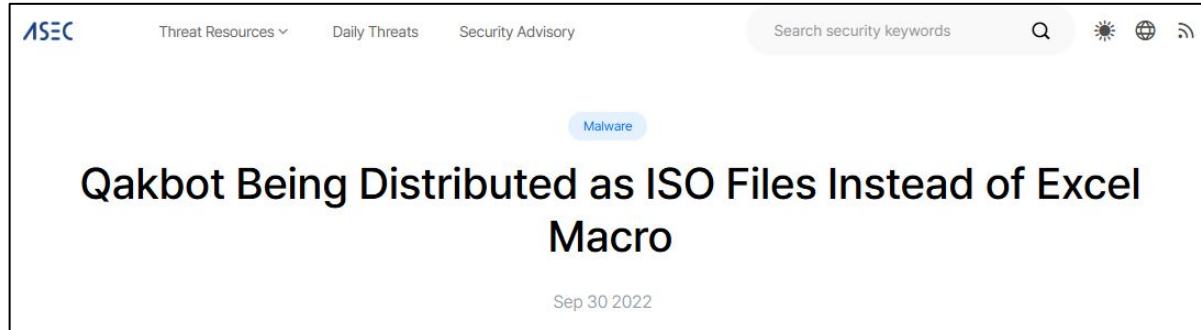 ASEC Threat Resources Daily Threats Security Advisory Search security keywords
Malware
Qakbot Being Distributed as ISO Files Instead of Excel
Macro
Sep 30 2022